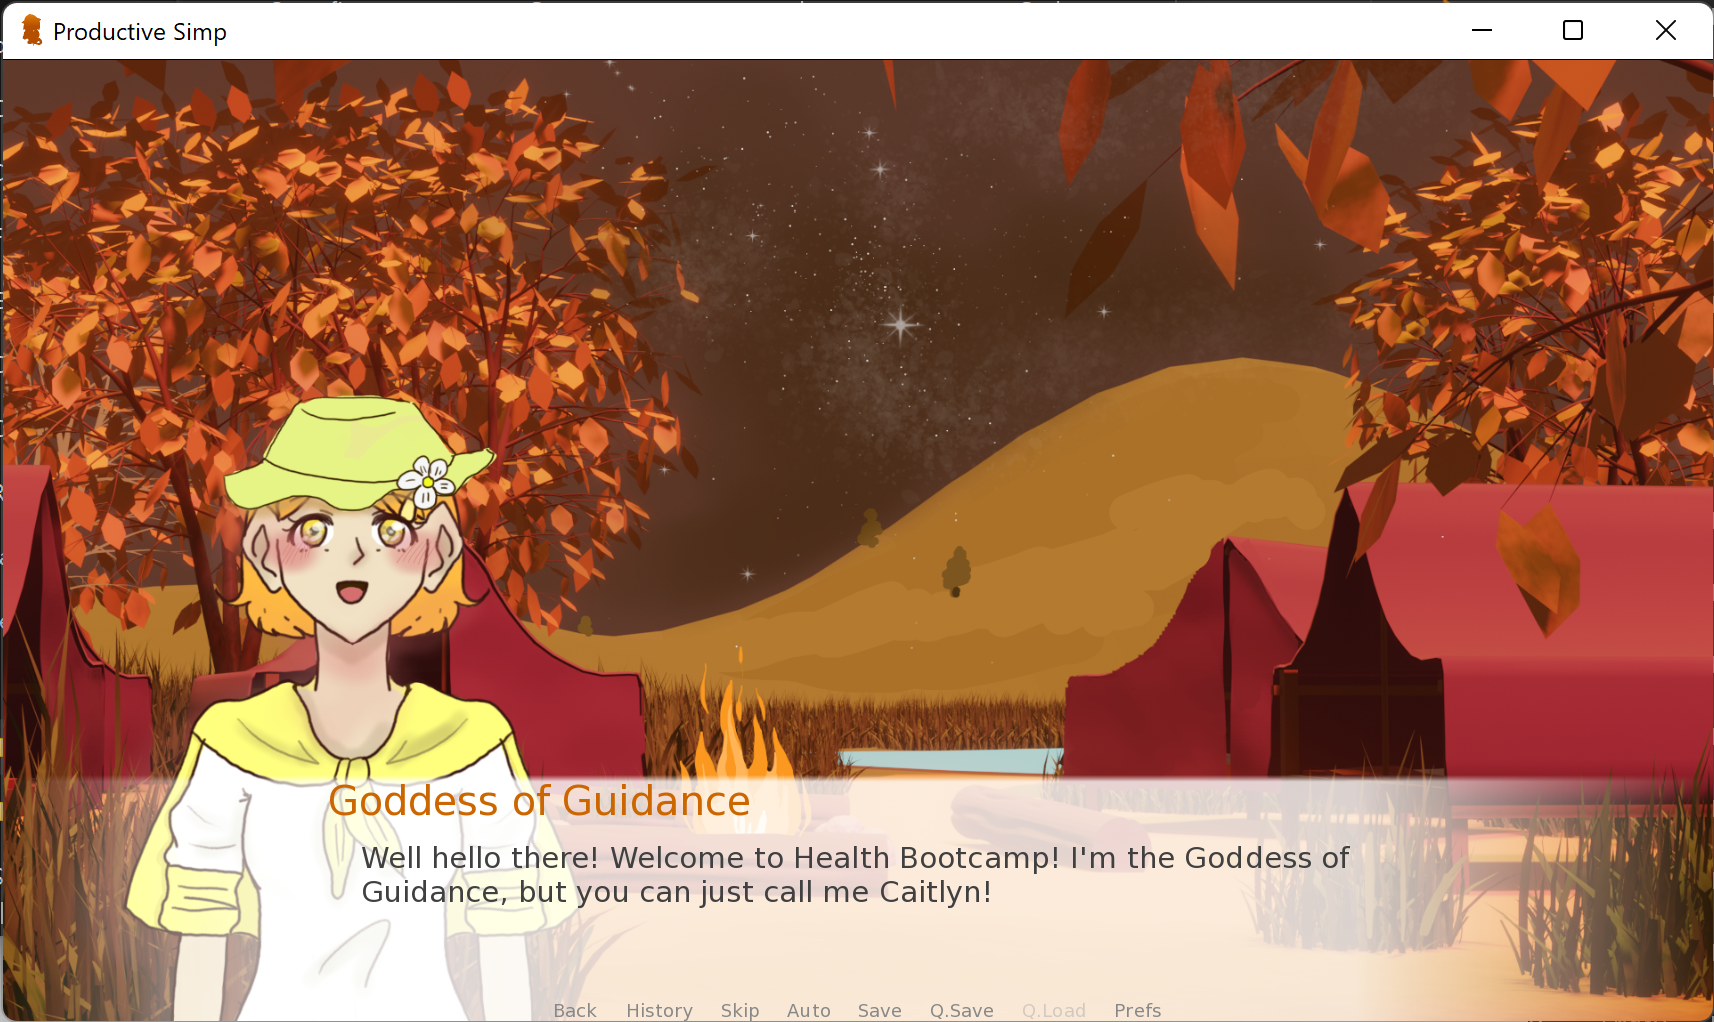 Productive Simp
Goddess of Guidance
Well hello there! Welcome to Health Bootcamp! I'm the Goddess of
Guidance, but you can just call me Caitlyn!
Back History Skip Auto Save Q.Save Q.Load Prefs